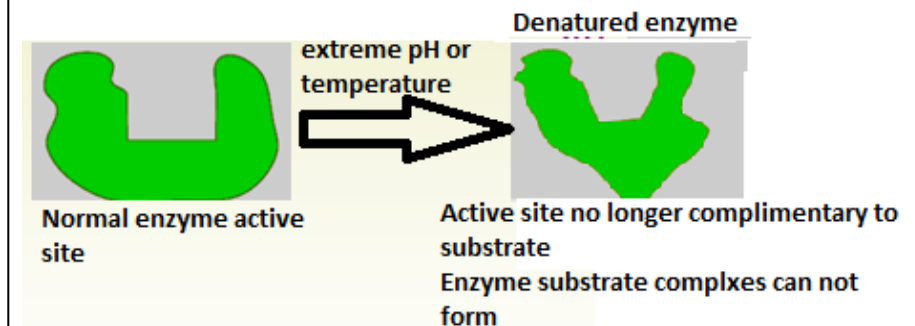 Denatured enzyme
extreme pH or
temperature
Normal enzyme active
site
Active site no longer complimentary to
substrate
Enzyme substrate complxes can not
form